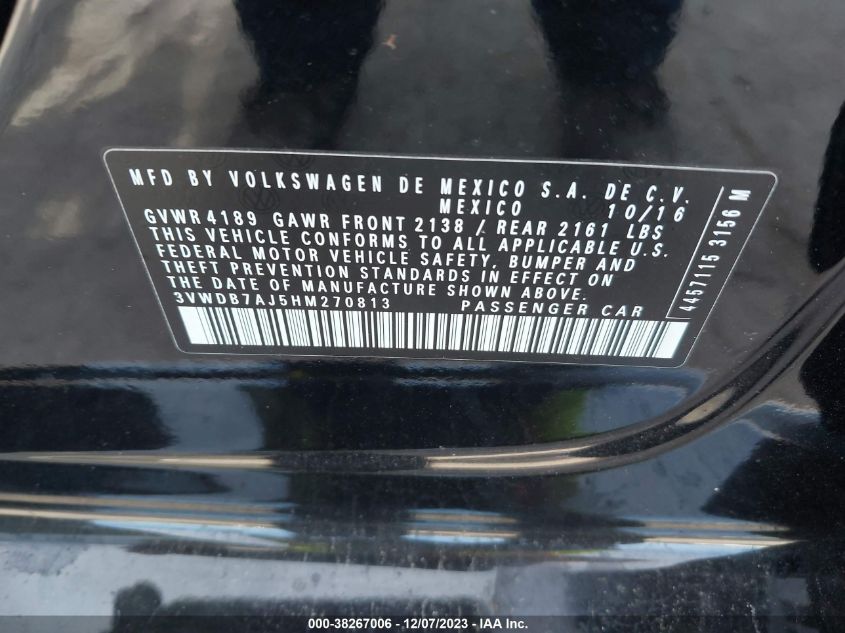 MFD BY VOLKSWAGEN DE MEXICO S.A. DE C.V.
MEXICO 10/16
GVWR 4189 GAWR FRONT 2138 / REAR 2161 LBS
THIS VEHICLE CONFORMS TO ALL APPLICABLE U.S.
FEDERAL MOTOR VEHICLE SAFETY, BUMPER AND
THEFT PREVENTION STANDARDS IN EFFECT ON
THE DATE OF MANUFACTURE SHOWN ABOVE.
3VWDB7AJ5HM270813 PASSENGER CAR
4457115 3156 M
000-38267006 - 12/07/2023 - IAA Inc.